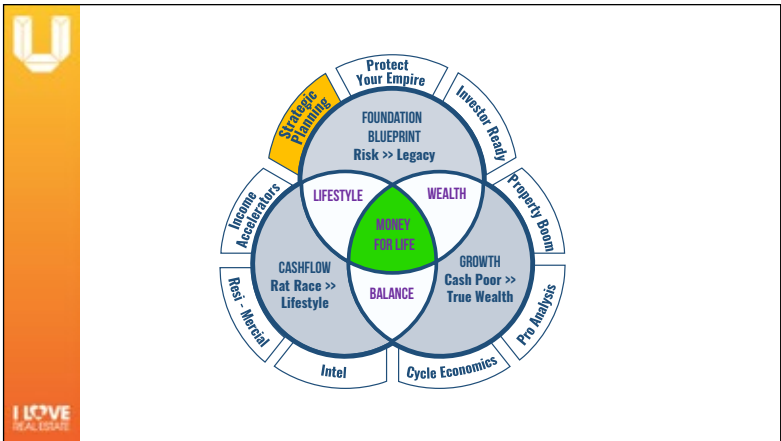 Protect
Your Empire
Strategic
Planning
Investor Ready
FOUNDATION
BLUEPRINT
Risk >> Legacy
LIFESTYLE
WEALTH
Income
Accelerators
Property Boom
MONEY
FOR LIFE
CASHFLOW
Rat Race >>
Lifestyle
GROWTH
Cash Poor >>
True Wealth
BALANCE
Resi - Mercial
Pro Analysis
Intel
Cycle Economics
I LOVE
REAL ESTATE